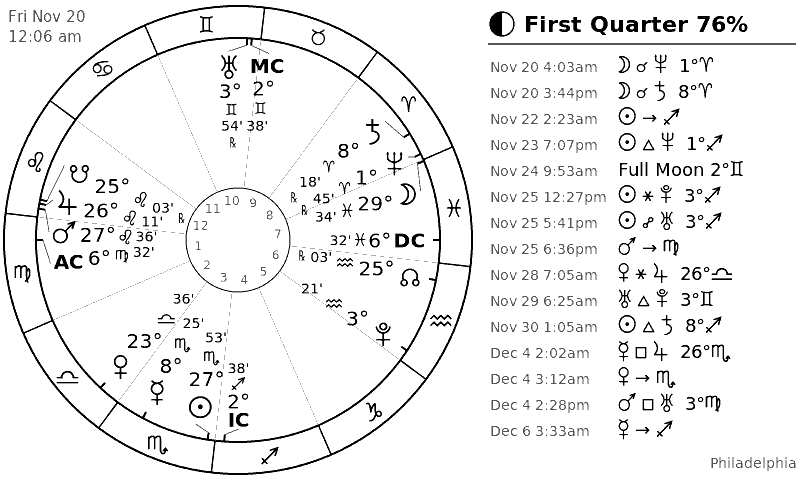 Fri Nov 20
12:06 am
First Quarter 76%
Nov 20 4:03am ☽ ☌ ♆ 1°♈
Nov 20 3:44pm ☽ ☌ ♄ 8°♈
Nov 22 2:23am ☉ → ♐
Nov 23 7:07pm ☉ △ ♆ 1°♐
Nov 24 9:53am Full Moon 2°♊
Nov 25 12:27pm ☉ ⚹ ♇ 3°♐
Nov 25 5:41pm ☉ ☍ ♅ 3°♐
Nov 25 6:36pm ♂ → ♍
Nov 28 7:05am ♀ ⚹ ♃ 26°♎
Nov 29 6:25am ♅ △ ♇ 3°♊
Nov 30 1:05am ☉ △ ♄ 8°♐
Dec 4 2:02am ☿ □ ♃ 26°♏
Dec 4 3:12am ♀ → ♏
Dec 4 2:28pm ♂ □ ♅ 3°♍
Dec 6 3:33am ☿ → ♐
Philadelphia
♊
♉
♈
♓
♒
♑
♐
♏
♎
♍
♌
♋
♅ 3° ♊ 54' ℞
MC 2° ♊ 38'
♄ 8° ♈ 18' ℞
♆ 1° ♈ 45' ℞
☽ 29° ♓ 34'
DC 6° ♓ 32'
☊ 25° ♒ 03' ℞
♇ 3° ♒ 21'
IC 2° ♐ 38'
☉ 27° ♏ 53'
☿ 8° ♏ 25'
♀ 23° ♎ 36'
AC 6° ♍ 32'
♂ 27° ♌ 36'
♃ 26° ♌ 11'
☋ 25° ♌ 03' ℞
1
2
3
4
5
6
7
8
9
10
11
12